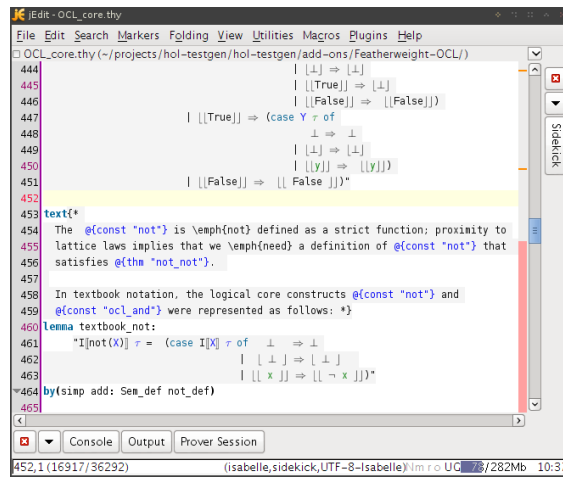 jEdit - OCL_core.thy
File Edit Search Markers Folding View Utilities Macros Plugins Help
OCL_core.thy (~/projects/hol-testgen/hol-testgen/add-ons/Featherweight-OCL/)
444 | ⌊⊥⌋ ⇒ ⌊⊥⌋
445 | ⌊⌊True⌋⌋ ⇒ ⌊⊥⌋
446 | ⌊⌊False⌋⌋ ⇒ ⌊⌊False⌋⌋)
447 | ⌊⌊True⌋⌋ ⇒ (case Y τ of
448 ⊥ ⇒ ⊥
449 | ⌊⊥⌋ ⇒ ⌊⊥⌋
450 | ⌊⌊y⌋⌋ ⇒ ⌊⌊y⌋⌋)
451 | ⌊⌊False⌋⌋ ⇒ ⌊⌊ False ⌋⌋)"
452
453 text{*
454 The @{const "not"} is \emph{not} defined as a strict function; proximity to
455 lattice laws implies that we \emph{need} a definition of @{const "not"} that
456 satisfies @{thm "not_not"}.
457
458 In textbook notation, the logical core constructs @{const "not"} and
459 @{const "ocl_and"} were represented as follows: *}
460 lemma textbook_not:
461 "I⟦not(X)⟧ τ = (case I⟦X⟧ τ of ⊥ ⇒ ⊥
462 | ⌊ ⊥ ⌋ ⇒ ⌊ ⊥ ⌋
463 | ⌊⌊ x ⌋⌋ ⇒ ⌊⌊ ¬ x ⌋⌋)"
464 by(simp add: Sem_def not_def)
465
Sidekick
Console Output Prover Session
452,1 (16917/36292) (isabelle,sidekick,UTF-8-Isabelle)Nm r o UG 78/282Mb 10:3